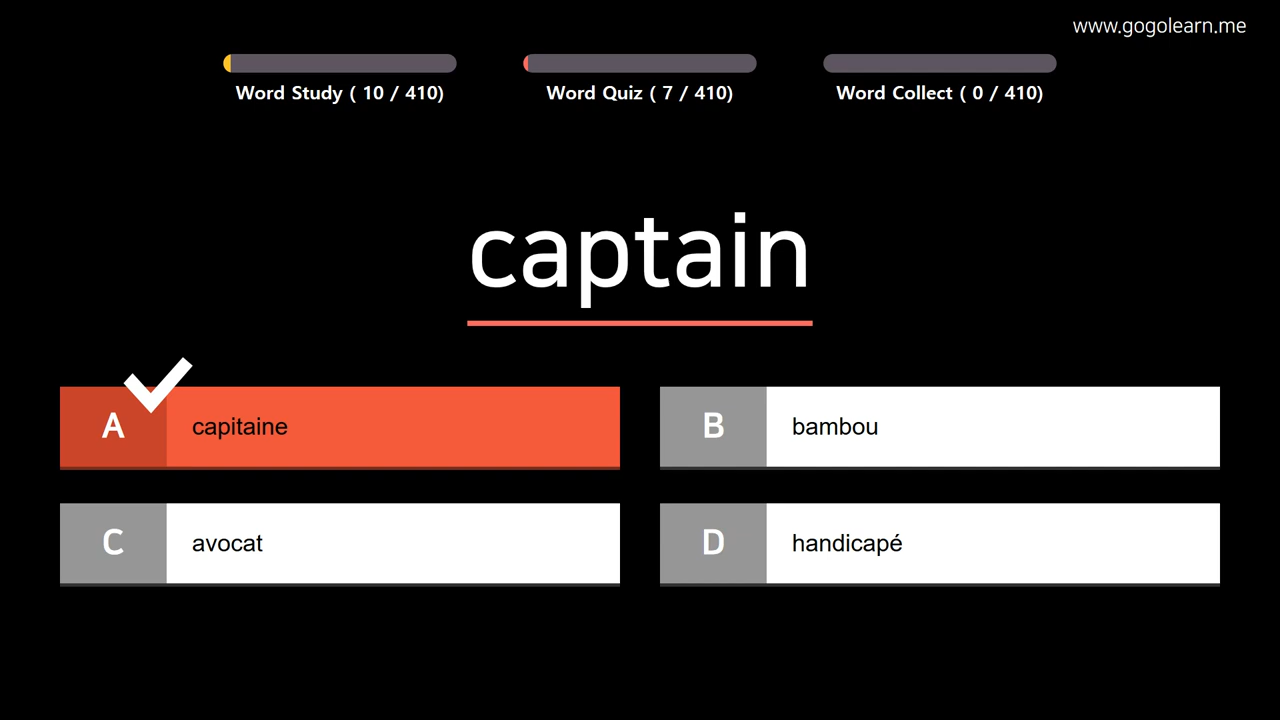 www.gogolearn.me
Word Study ( 10 / 410)
Word Quiz ( 7 / 410)
Word Collect ( 0 / 410)
captain
A capitaine
B bambou
C avocat
D handicapé